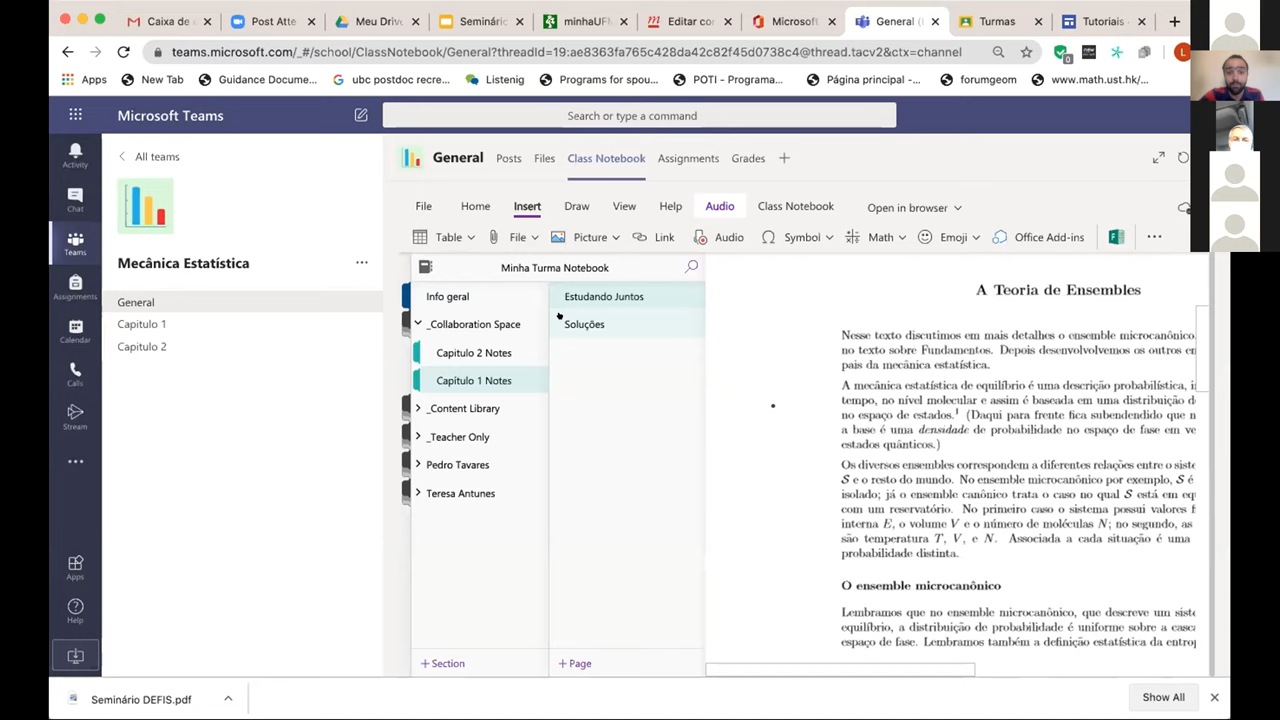 Caixa de
Post Atte
Meu Driv
Seminário
minhaUFM
Editar co
Microsoft
General (
Turmas
Tutoriais
teams.microsoft.com/_#/school/ClassNotebook/General?threadId=19:ae8363fa765c428da42c82f45d0738c4@thread.tacv2&ctx=channel
Apps
New Tab
Guidance Docume...
ubc postdoc recre...
Listenig
Programs for spou...
POTI - Programa...
Página principal -...
forumgeom
www.math.ust.hk/...
Microsoft Teams
Search or type a command
Activity
Chat
Teams
Assignments
Calendar
Calls
Stream
Apps
Help
All teams
Mecânica Estatística
General
Capitulo 1
Capitulo 2
General
Posts
Files
Class Notebook
Assignments
Grades
File
Home
Insert
Draw
View
Help
Audio
Class Notebook
Open in browser
Table
File
Picture
Link
Audio
Symbol
Math
Emoji
Office Add-ins
Minha Turma Notebook
Info geral
_Collaboration Space
Capitulo 2 Notes
Capítulo 1 Notes
_Content Library
_Teacher Only
Pedro Tavares
Teresa Antunes
+ Section
Estudando Juntos
Soluções
+ Page
A Teoria de Ensembles
Nesse texto discutimos em mais detalhes o ensemble microcanônico,
no texto sobre Fundamentos. Depois desenvolvolvemos os outros en
pais da mecânica estatística.
A mecânica estatística de equilíbrio é uma descrição probabilística, i
tempo, no nível molecular e assim é baseada em uma distribuição d
no espaço de estados.¹ (Daqui para frente fica subendendido que n
a base é uma densidade de probabilidade no espaço de fase em ve
estados quânticos.)
Os diversos ensembles correspondem a diferentes relações entre o siste
S e o resto do mundo. No ensemble microcanônico por exemplo, S é
isolado; já o ensemble canônico trata o caso no qual S está em eq
com um reservatório. No primeiro caso o sistema possui valores f
interna E, o volume V e o número de moléculas N; no segundo, as
são temperatura T, V, e N. Associada a cada situação é uma
probabilidade distinta.
O ensemble microcanônico
Lembramos que no ensemble microcanônico, que descreve um siste
equilíbrio, a distribuição de probabilidade é uniforme sobre a casca
espaço de fase. Lembramos também a definição estatística da entrop
Seminário DEFIS.pdf
Show All